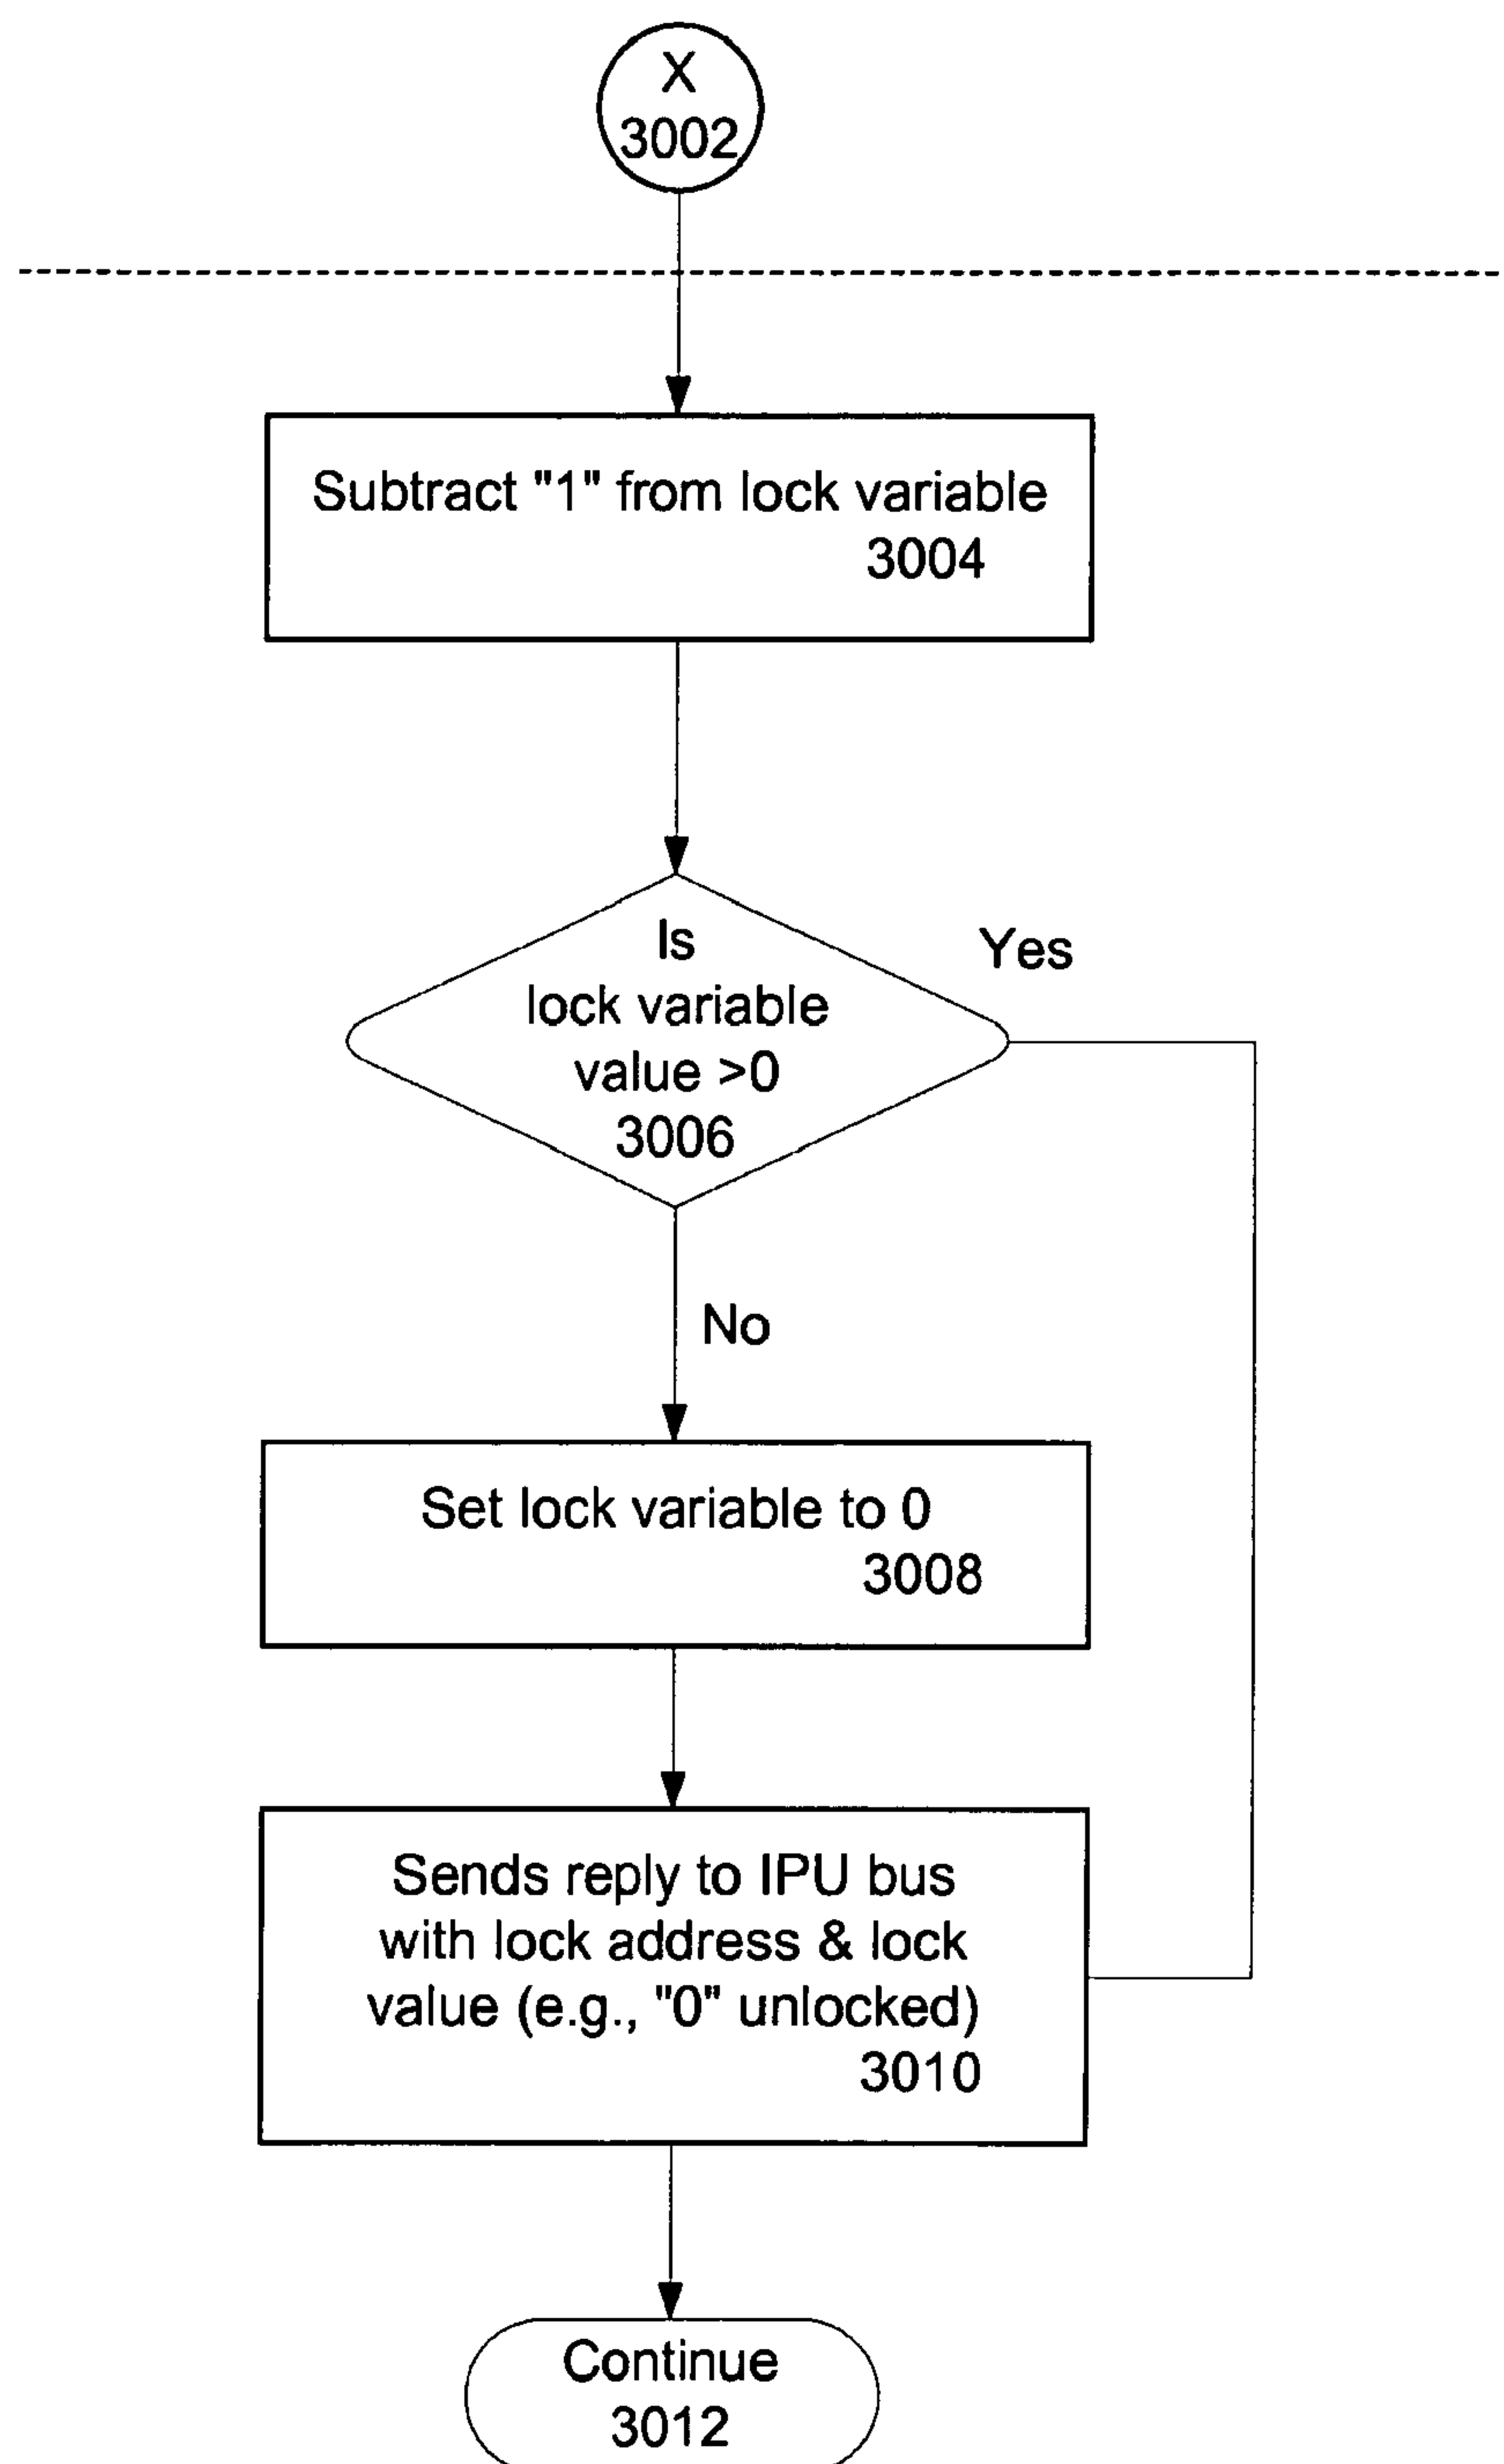 X
3002
Subtract "1" from lock variable
3004
Is
lock variable
value >0
3006
Yes
No
Set lock variable to 0
3008
Sends reply to IPU bus
with lock address & lock
value (e.g., "0" unlocked)
3010
Continue
3012